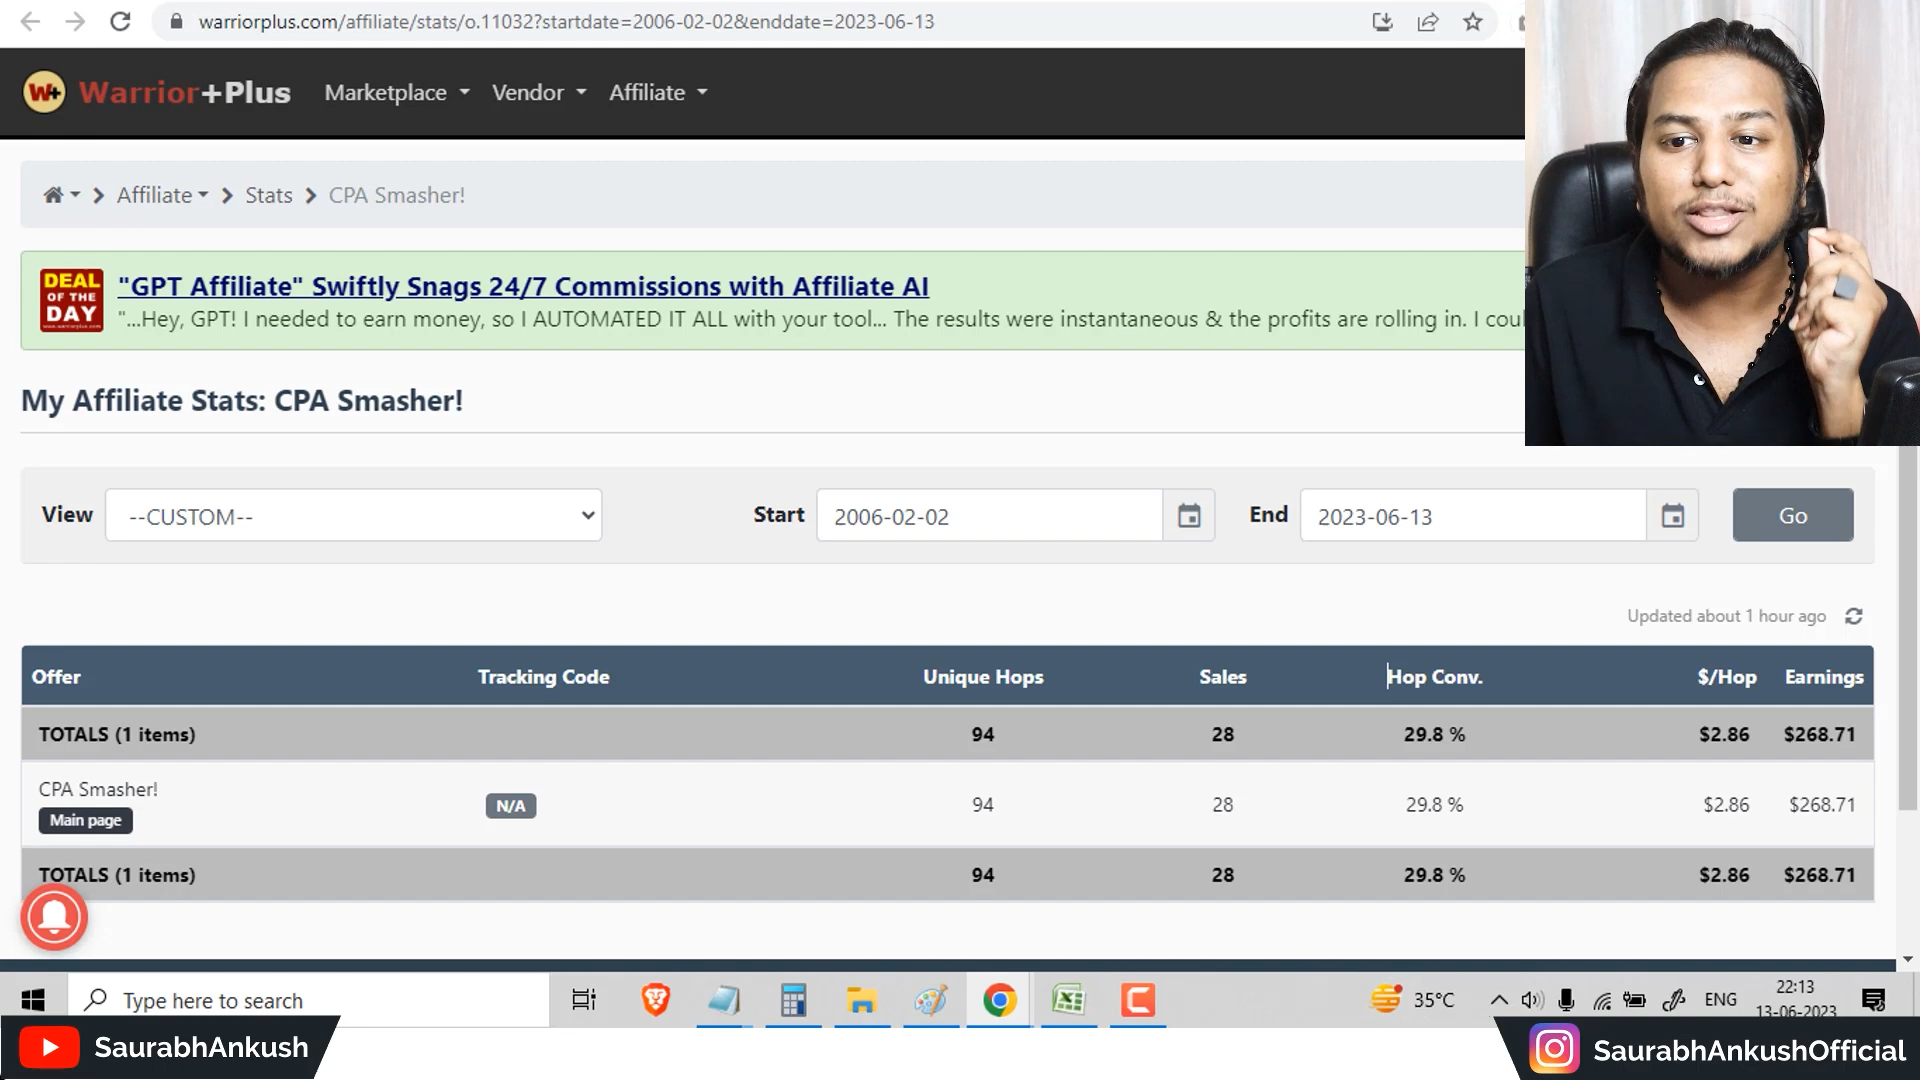 warriorplus.com/affiliate/stats/o.11032?startdate=2006-02-02&enddate=2023-06-13
W+ Warrior+Plus Marketplace Vendor Affiliate
Affiliate Stats CPA Smasher!
DEAL OF THE DAY
www.warriorplus.com
"GPT Affiliate" Swiftly Snags 24/7 Commissions with Affiliate AI
"...Hey, GPT! I needed to earn money, so I AUTOMATED IT ALL with your tool... The results were instantaneous & the profits are rolling in. I coul
My Affiliate Stats: CPA Smasher!
View --CUSTOM-- Start 2006-02-02 End 2023-06-13 Go
Updated about 1 hour ago
Offer Tracking Code Unique Hops Sales Hop Conv. $/Hop Earnings
TOTALS (1 items) 94 28 29.8 % $2.86 $268.71
CPA Smasher!
Main page N/A 94 28 29.8 % $2.86 $268.71
TOTALS (1 items) 94 28 29.8 % $2.86 $268.71
Type here to search 35°C ENG 22:13
13-06-2023
SaurabhAnkush SaurabhAnkushOfficial